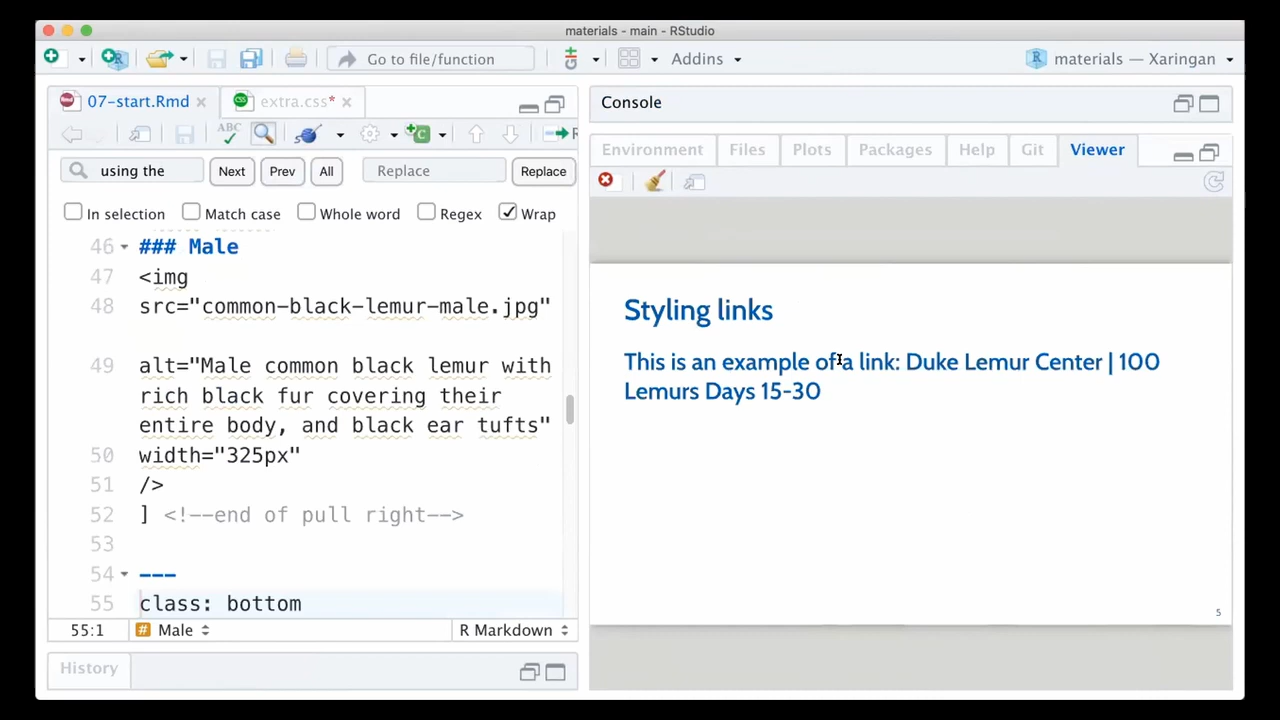 materials - main - RStudio
Go to file/function
Addins
materials — Xaringan
07-start.Rmd
extra.css*
ABC
using the
Next
Prev
All
Replace
Replace
In selection
Match case
Whole word
Regex
Wrap
46 ### Male
47 <img
48 src="common-black-lemur-male.jpg"
49 alt="Male common black lemur with
rich black fur covering their
entire body, and black ear tufts"
50 width="325px"
51 />
52 ] <!--end of pull right-->
53
54 ---
55 class: bottom
55:1
# Male
R Markdown
History
Console
Environment
Files
Plots
Packages
Help
Git
Viewer
Styling links
This is an example of a link: Duke Lemur Center | 100
Lemurs Days 15-30
5